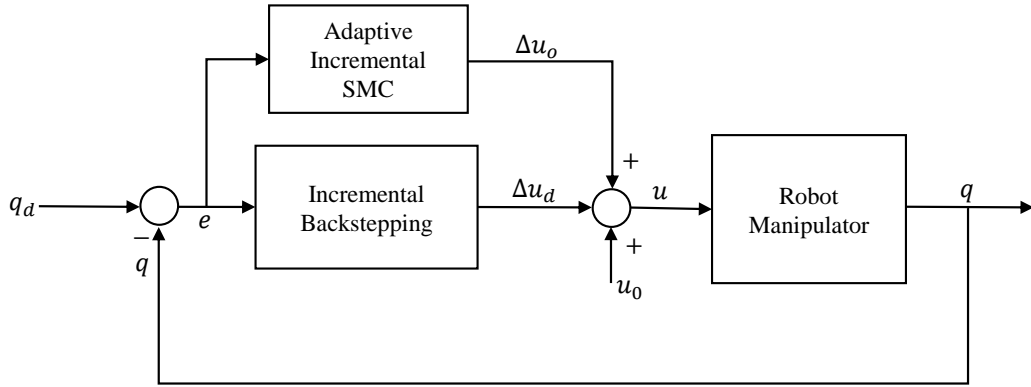 Adaptive
Incremental
SMC
Δu_o
+
q_d
−
q
e
Incremental
Backstepping
Δu_d
+
u_0
u
Robot
Manipulator
q